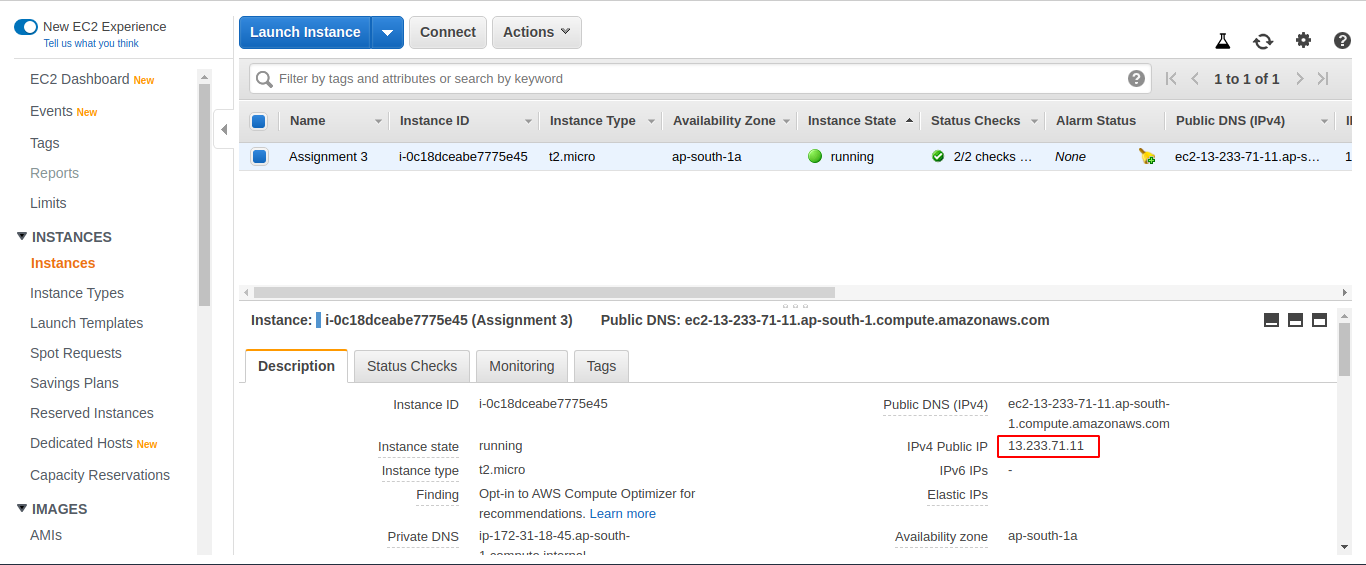 New EC2 Experience
Tell us what you think
EC2 Dashboard New
Events New
Tags
Reports
Limits
INSTANCES
Instances
Instance Types
Launch Templates
Spot Requests
Savings Plans
Reserved Instances
Dedicated Hosts New
Capacity Reservations
IMAGES
AMIs
Launch Instance Connect Actions
Filter by tags and attributes or search by keyword ? 1 to 1 of 1
Name Instance ID Instance Type Availability Zone Instance State Status Checks Alarm Status Public DNS (IPv4)
Assignment 3 i-0c18dceabe7775e45 t2.micro ap-south-1a running 2/2 checks … None ec2-13-233-71-11.ap-s… 1
Instance: i-0c18dceabe7775e45 (Assignment 3) Public DNS: ec2-13-233-71-11.ap-south-1.compute.amazonaws.com
Description Status Checks Monitoring Tags
Instance ID i-0c18dceabe7775e45
Instance state running
Instance type t2.micro
Finding Opt-in to AWS Compute Optimizer for
recommendations. Learn more
Private DNS ip-172-31-18-45.ap-south-
1.compute.internal
Public DNS (IPv4) ec2-13-233-71-11.ap-south-
1.compute.amazonaws.com
IPv4 Public IP 13.233.71.11
IPv6 IPs -
Elastic IPs
Availability zone ap-south-1a